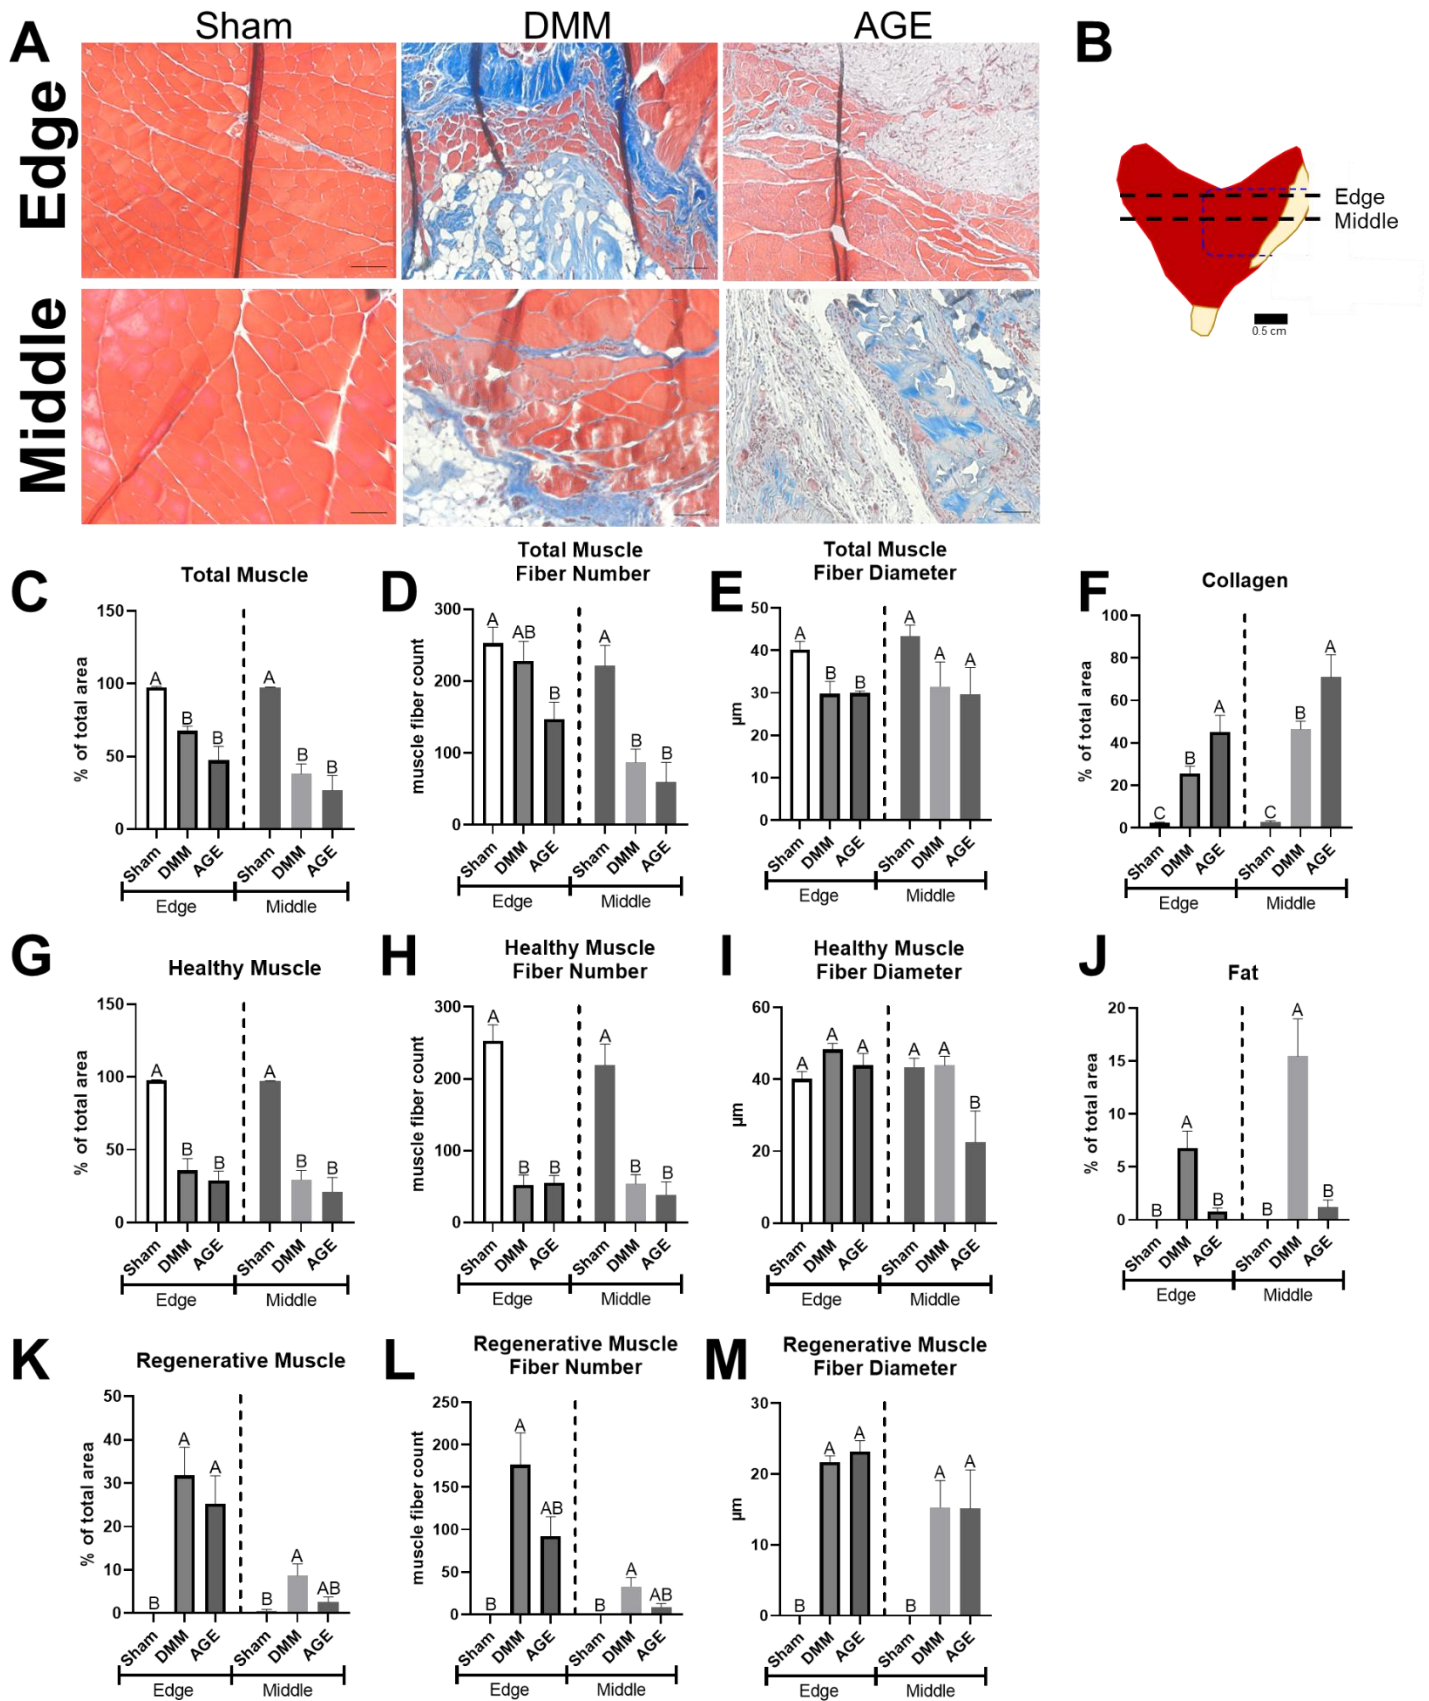 A
Sham
DMM
AGE
B
Edge
Middle
Edge
Middle
0.5 cm
C
Total Muscle
% of total area
150
100
50
0
A
B
B
A
B
B
Sham
DMM
AGE
Sham
DMM
AGE
Edge
Middle
D
Total Muscle
Fiber Number
muscle fiber count
300
200
100
0
A
AB
B
A
B
B
Sham
DMM
AGE
Sham
DMM
AGE
Edge
Middle
E
Total Muscle
Fiber Diameter
µm
50
40
30
20
10
0
A
B
B
A
A
A
Sham
DMM
AGE
Sham
DMM
AGE
Edge
Middle
F
Collagen
% of total area
100
80
60
40
20
0
C
B
A
C
B
A
Sham
DMM
AGE
Sham
DMM
AGE
Edge
Middle
G
Healthy Muscle
% of total area
150
100
50
0
A
B
B
A
B
B
Sham
DMM
AGE
Sham
DMM
AGE
Edge
Middle
H
Healthy Muscle
Fiber Number
muscle fiber count
300
200
100
0
A
B
B
A
B
B
Sham
DMM
AGE
Sham
DMM
AGE
Edge
Middle
I
Healthy Muscle
Fiber Diameter
µm
60
40
20
0
A
A
A
A
A
B
Sham
DMM
AGE
Sham
DMM
AGE
Edge
Middle
J
Fat
% of total area
20
15
10
5
0
B
A
B
B
A
B
Sham
DMM
AGE
Sham
DMM
AGE
Edge
Middle
K
Regenerative Muscle
% of total area
50
40
30
20
10
0
B
A
A
B
A
AB
Sham
DMM
AGE
Sham
DMM
AGE
Edge
Middle
L
Regenerative Muscle
Fiber Number
muscle fiber count
250
200
150
100
50
0
B
A
AB
B
A
AB
Sham
DMM
AGE
Sham
DMM
AGE
Edge
Middle
M
Regenerative Muscle
Fiber Diameter
µm
30
20
10
0
B
A
A
B
A
A
Sham
DMM
AGE
Sham
DMM
AGE
Edge
Middle